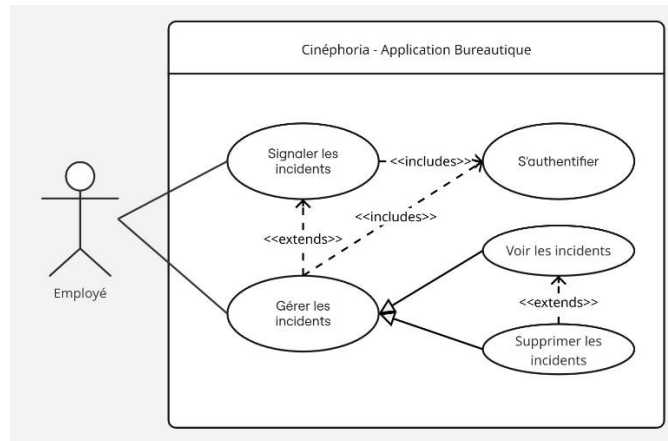 Cinéphoria - Application Bureautique
Signaler les
incidents
<<includes>>
S'authentifier
<<includes>>
<<extends>>
Voir les incidents
Employé
Gérer les
incidents
<<extends>>
Supprimer les
incidents